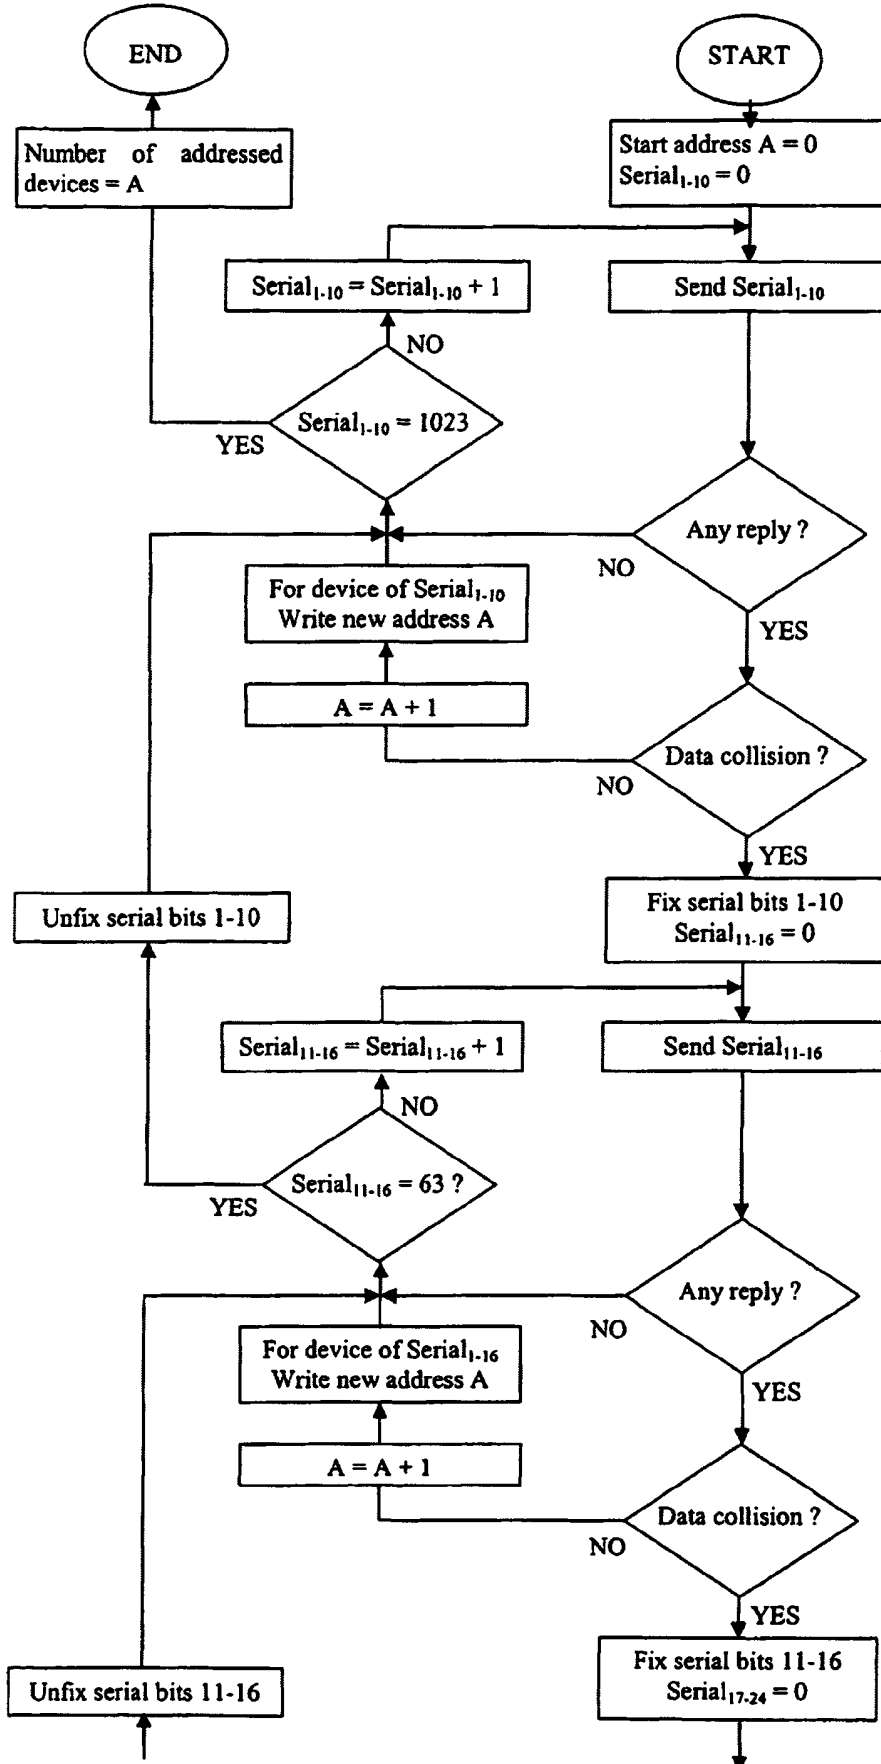 END
START
Number of addressed
devices = A
Start address A = 0
Serial₁₋₁₀ = 0
Serial₁₋₁₀ = Serial₁₋₁₀ + 1
Send Serial₁₋₁₀
NO
Serial₁₋₁₀ = 1023
YES
Any reply ?
NO
For device of Serial₁₋₁₀
Write new address A
YES
A = A + 1
Data collision ?
NO
YES
Unfix serial bits 1-10
Fix serial bits 1-10
Serial₁₁₋₁₆ = 0
Serial₁₁₋₁₆ = Serial₁₁₋₁₆ + 1
Send Serial₁₁₋₁₆
NO
Serial₁₁₋₁₆ = 63 ?
YES
Any reply ?
NO
For device of Serial₁₋₁₆
Write new address A
YES
A = A + 1
Data collision ?
NO
YES
Unfix serial bits 11-16
Fix serial bits 11-16
Serial₁₇₋₂₄ = 0